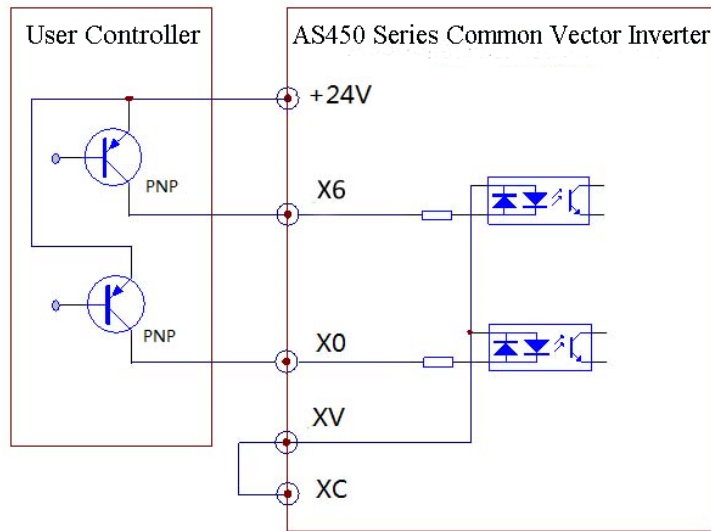 User Controller
AS450 Series Common Vector Inverter
+24V
PNP
X6
PNP
X0
XV
XC